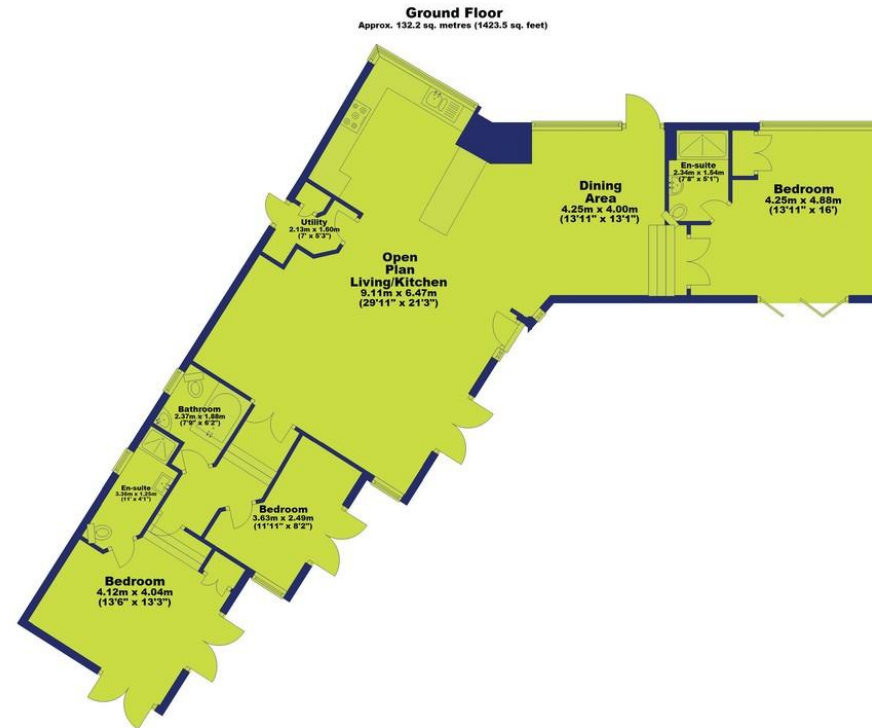 Ground Floor
Approx. 132.2 sq. metres (1423.5 sq. feet)
En-suite
2.34m x 1.54m
(7'8" x 5'1")
Bedroom
4.25m x 4.88m
(13'11" x 16')
Dining
Area
4.25m x 4.00m
(13'11" x 13'1")
Utility
2.13m x 1.60m
(7' x 5'3")
Open
Plan
Living/Kitchen
9.11m x 6.47m
(29'11" x 21'3")
Bathroom
2.37m x 1.88m
(7'9" x 6'2")
En-suite
(11' x 4'1")
Bedroom
3.63m x 2.49m
(11'11" x 8'2")
Bedroom
4.12m x 4.04m
(13'6" x 13'3")